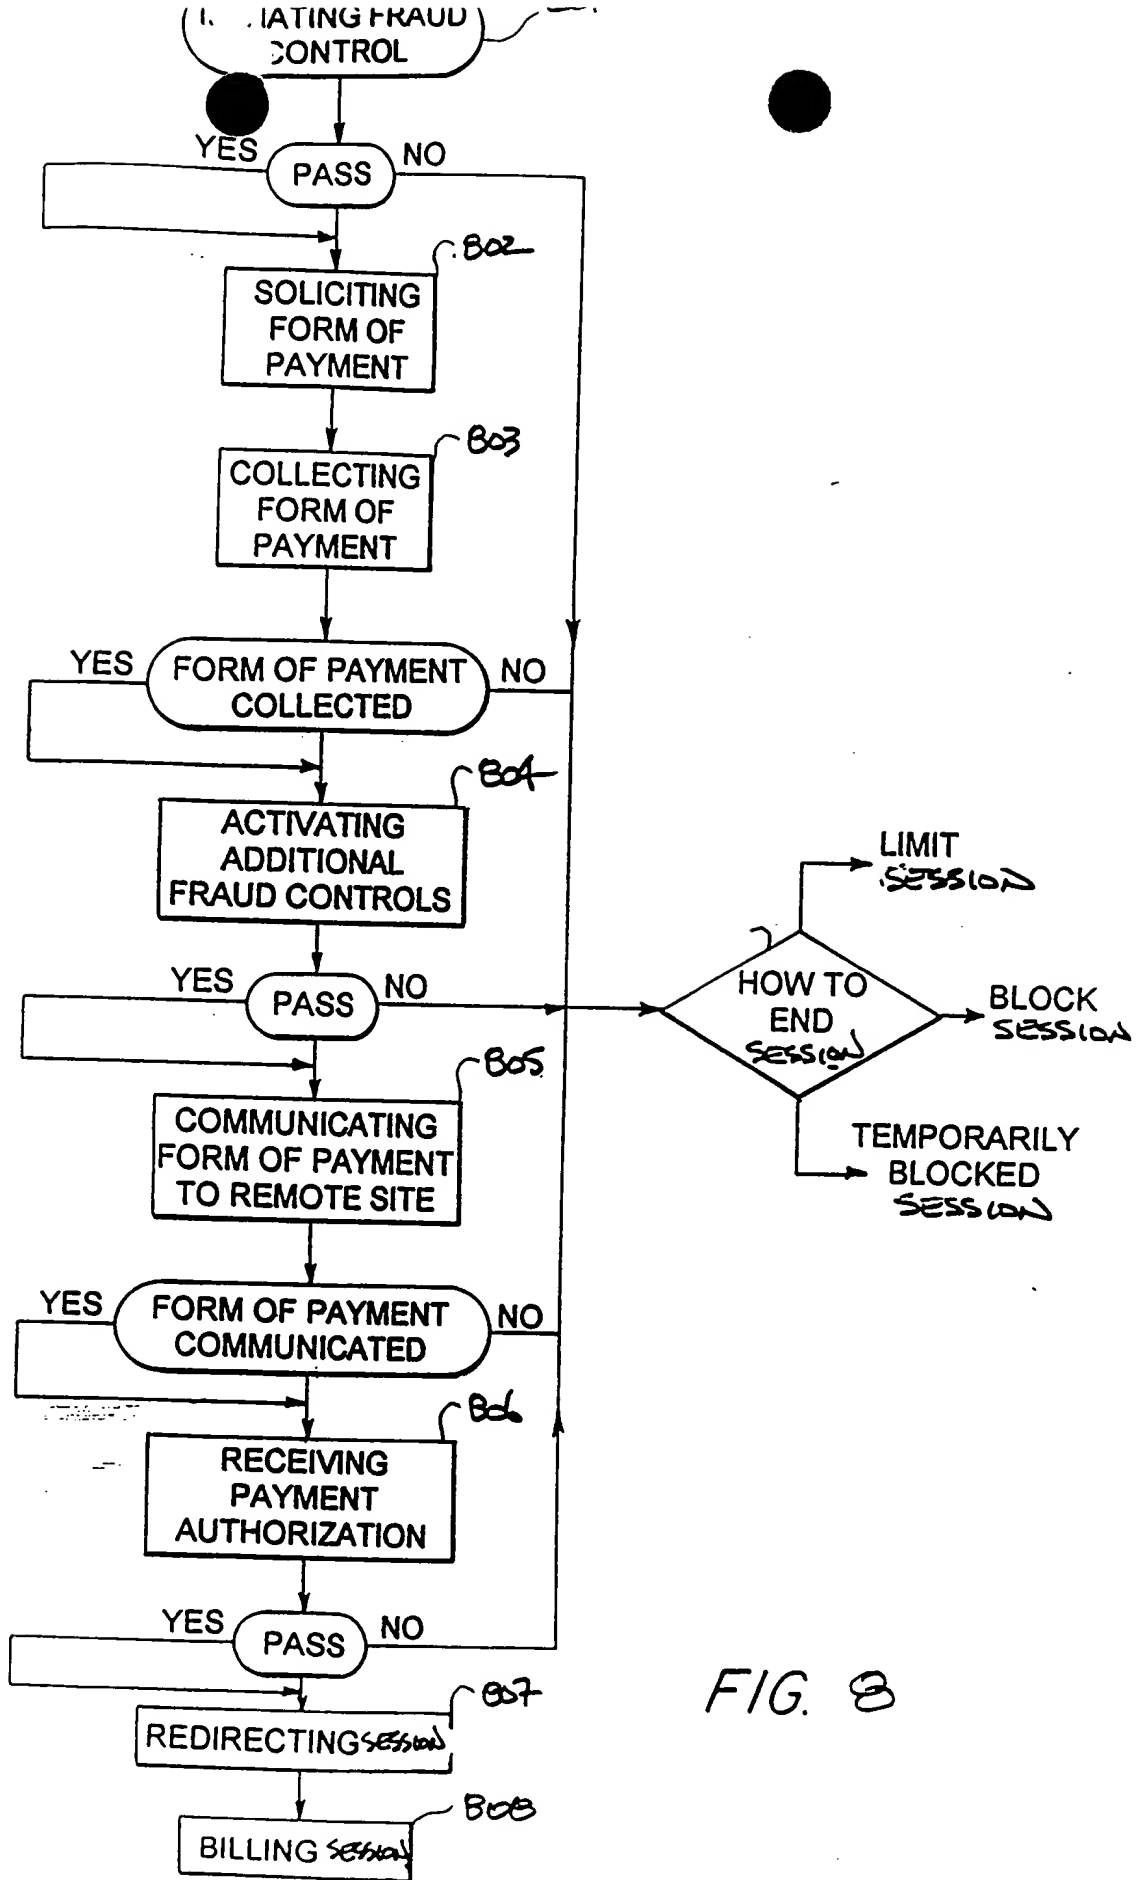 FRAUD
CONTROL
YES
PASS
NO
802
SOLICITING
FORM OF
PAYMENT
803
COLLECTING
FORM OF
PAYMENT
YES
FORM OF PAYMENT
COLLECTED
NO
804
ACTIVATING
ADDITIONAL
FRAUD CONTROLS
YES
PASS
NO
805
COMMUNICATING
FORM OF PAYMENT
TO REMOTE SITE
YES
FORM OF PAYMENT
COMMUNICATED
NO
806
RECEIVING
PAYMENT
AUTHORIZATION
YES
PASS
NO
807
REDIRECTING SESSION
808
BILLING SESSION
HOW TO
END
SESSION
LIMIT
SESSION
BLOCK
SESSION
TEMPORARILY
BLOCKED
SESSION
FIG. 8